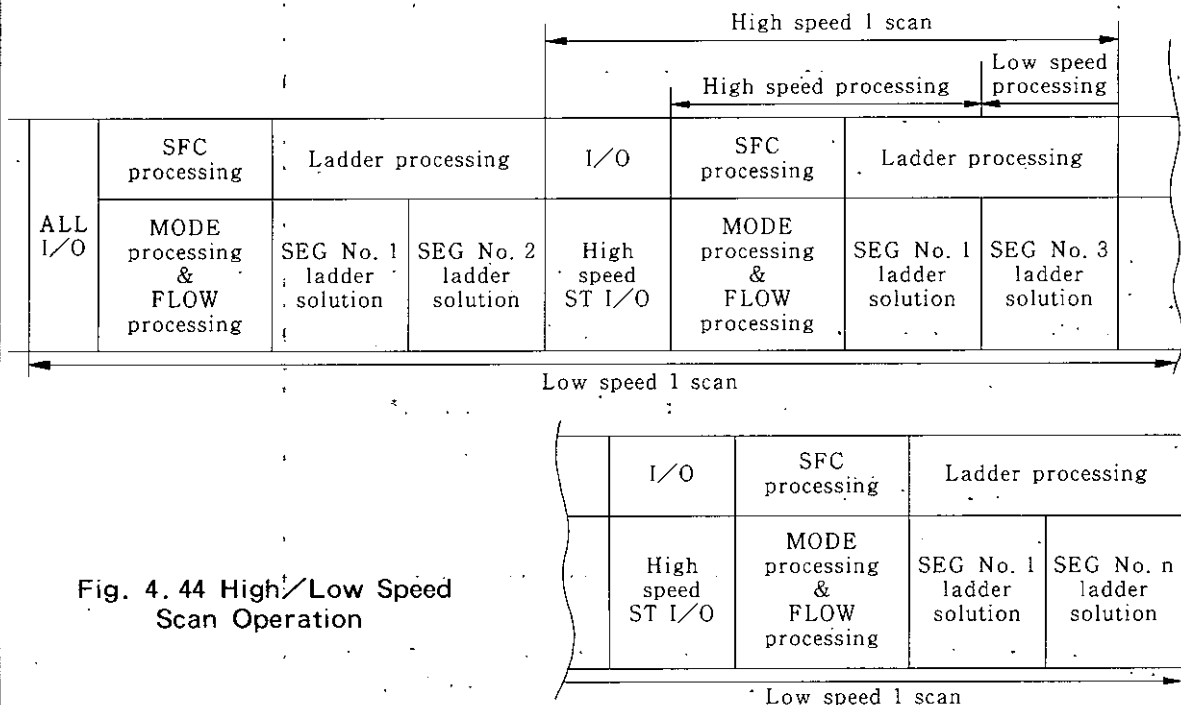 High speed 1 scan
Low speed
processing
High speed processing
ALL
I/O
SFC
processing
Ladder processing
I/O
SFC
processing
Ladder processing
MODE
processing
&
FLOW
processing
SEG No. 1
ladder
solution
SEG No. 2
ladder
solution
High
speed
ST I/O
MODE
processing
&
FLOW
processing
SEG No. 1
ladder
solution
SEG No. 3
ladder
solution
Low speed 1 scan
I/O
SFC
processing
Ladder processing
High
speed
ST I/O
MODE
processing
&
FLOW
processing
SEG No. 1
ladder
solution
SEG No. n
ladder
solution
Low speed 1 scan
Fig. 4.44 High/Low Speed
Scan Operation